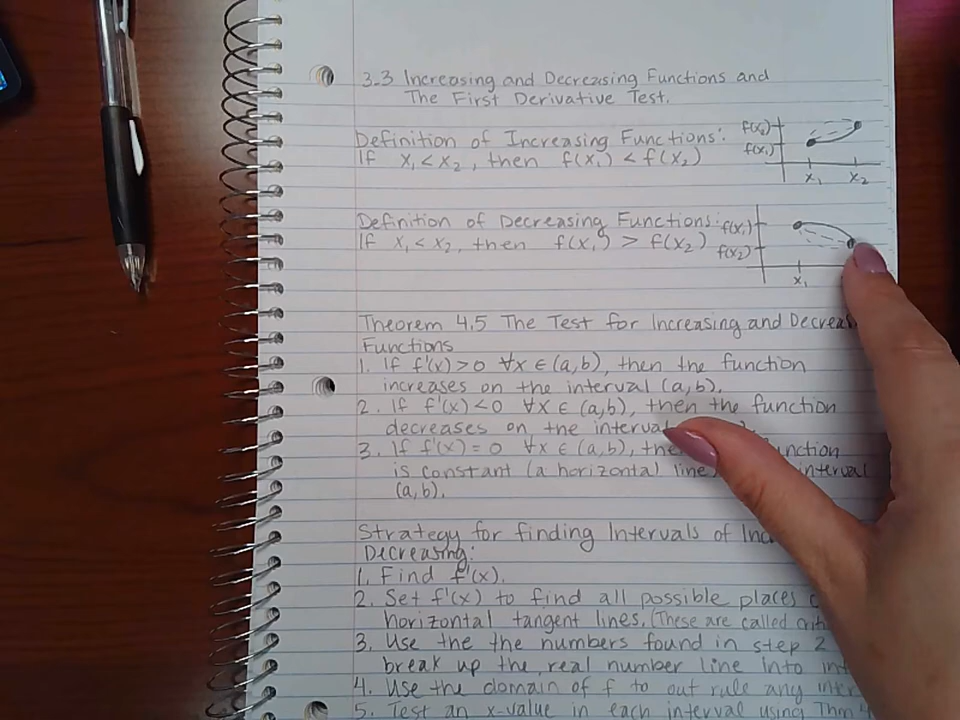 3.3 Increasing and Decreasing Functions and
The First Derivative Test.
Definition of Increasing Functions:
If x₁ < x₂, then f(x₁) < f(x₂)
f(x₂)
f(x₁)
x₁ x₂
Definition of Decreasing Functions:
If x₁ < x₂, then f(x₁) > f(x₂)
f(x₁)
f(x₂)
x₁
Theorem 4.5 The Test for Increasing and
Functions
1. If f'(x) > 0 ∀x ∈ (a,b), then the function
increases on the interval (a,b).
2. If f'(x) < 0 ∀x ∈ (a,b), then the function
decreases on the interval
3. If f'(x) = 0 ∀x ∈ (a,b),
is constant (a horizontal line) interval
(a,b).
Strategy for finding Intervals of
Decreasing:
1. Find f'(x).
2. Set f'(x) to find all possible places
horizontal tangent lines. (These are called
3. Use the the numbers found in step 2
break up the real number line into
4. Use the domain of f to out rule any
5. Test an x-value in each interval using Thm